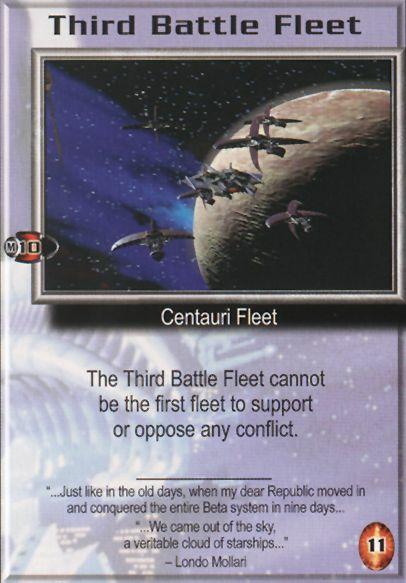 Third Battle Fleet
M 10
Centauri Fleet
The Third Battle Fleet cannot
be the first fleet to support
or oppose any conflict.
“...Just like in the old days, when my dear Republic moved in
and conquered the entire Beta system in nine days...
“...We came out of the sky,
a veritable cloud of starships...”
– Londo Mollari
11